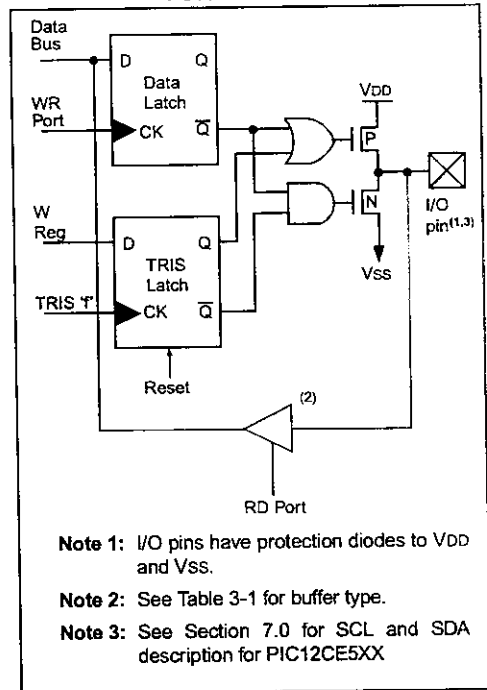 Data
Bus
D
Q
Data
Latch
WR
Port
CK
Q̅
VDD
P
N
I/O
pin(1,3)
VSS
W
Reg
D
Q
TRIS
Latch
TRIS 'f'
CK
Q̅
Reset
(2)
RD Port
Note 1: I/O pins have protection diodes to VDD
and VSS.
Note 2: See Table 3-1 for buffer type.
Note 3: See Section 7.0 for SCL and SDA
description for PIC12CE5XX